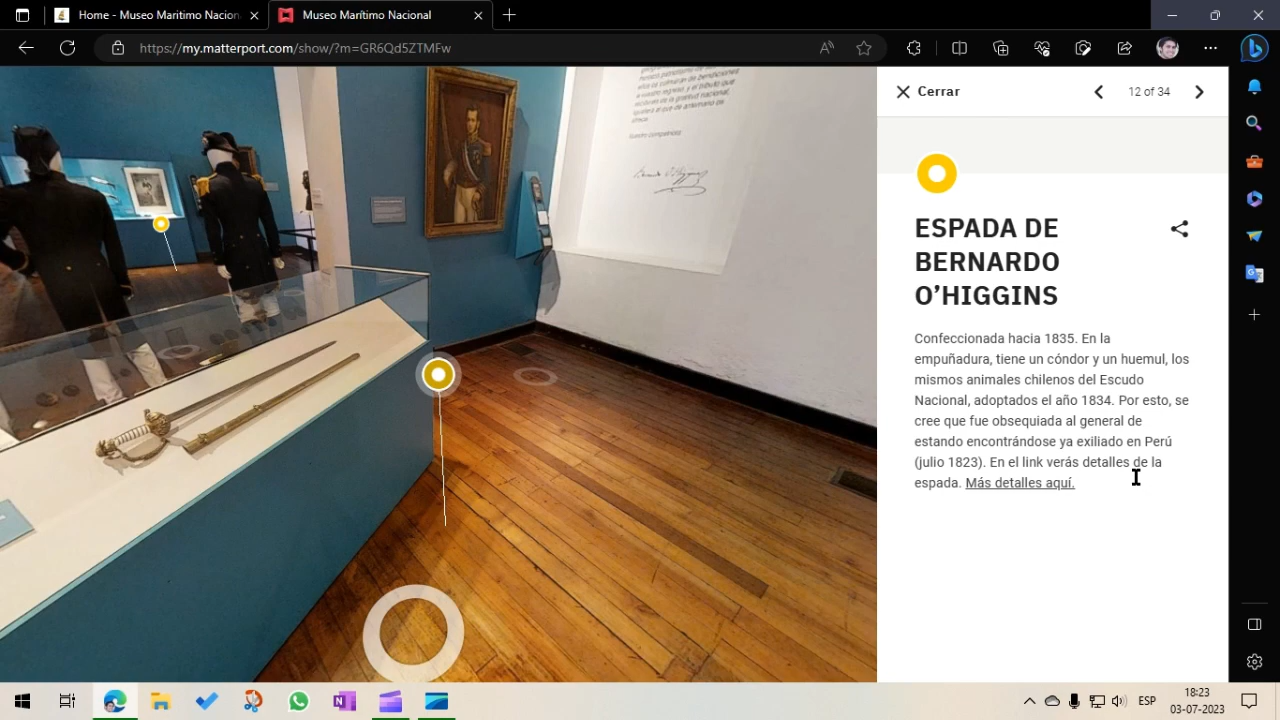 Home - Museo Maritimo Nacion
Museo Marítimo Nacional
https://my.matterport.com/show/?m=GR6Qd5ZTMFw
Cerrar
12 of 34
ESPADA DE
BERNARDO
O’HIGGINS
Confeccionada hacia 1835. En la
empuñadura, tiene un cóndor y un huemul, los
mismos animales chilenos del Escudo
Nacional, adoptados el año 1834. Por esto, se
cree que fue obsequiada al general de
estando encontrándose ya exiliado en Perú
(julio 1823). En el link verás detalles de la
espada. Más detalles aquí.
ESP
18:23
03-07-2023